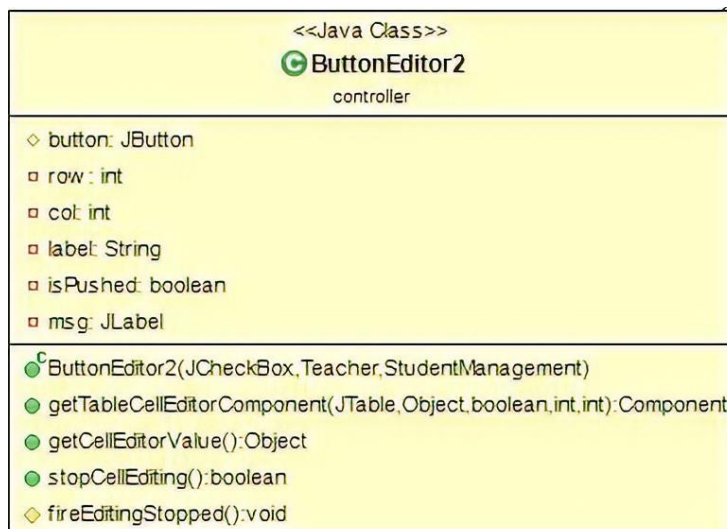 <<Java Class>>
C ButtonEditor2
controller
button: JButton
row: int
col: int
label: String
isPushed: boolean
msg: JLabel
C ButtonEditor2(JCheckBox,Teacher,StudentManagement)
getTableCellEditorComponent(JTable,Object,boolean,int,int):Component
getCellEditorValue():Object
stopCellEditing():boolean
fireEditingStopped():void